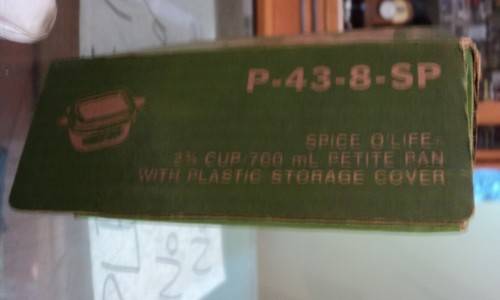 P-43-8-SP
SPICE O'LIFE
2¾ CUP/700 mL PETITE PAN
WITH PLASTIC STORAGE COVER